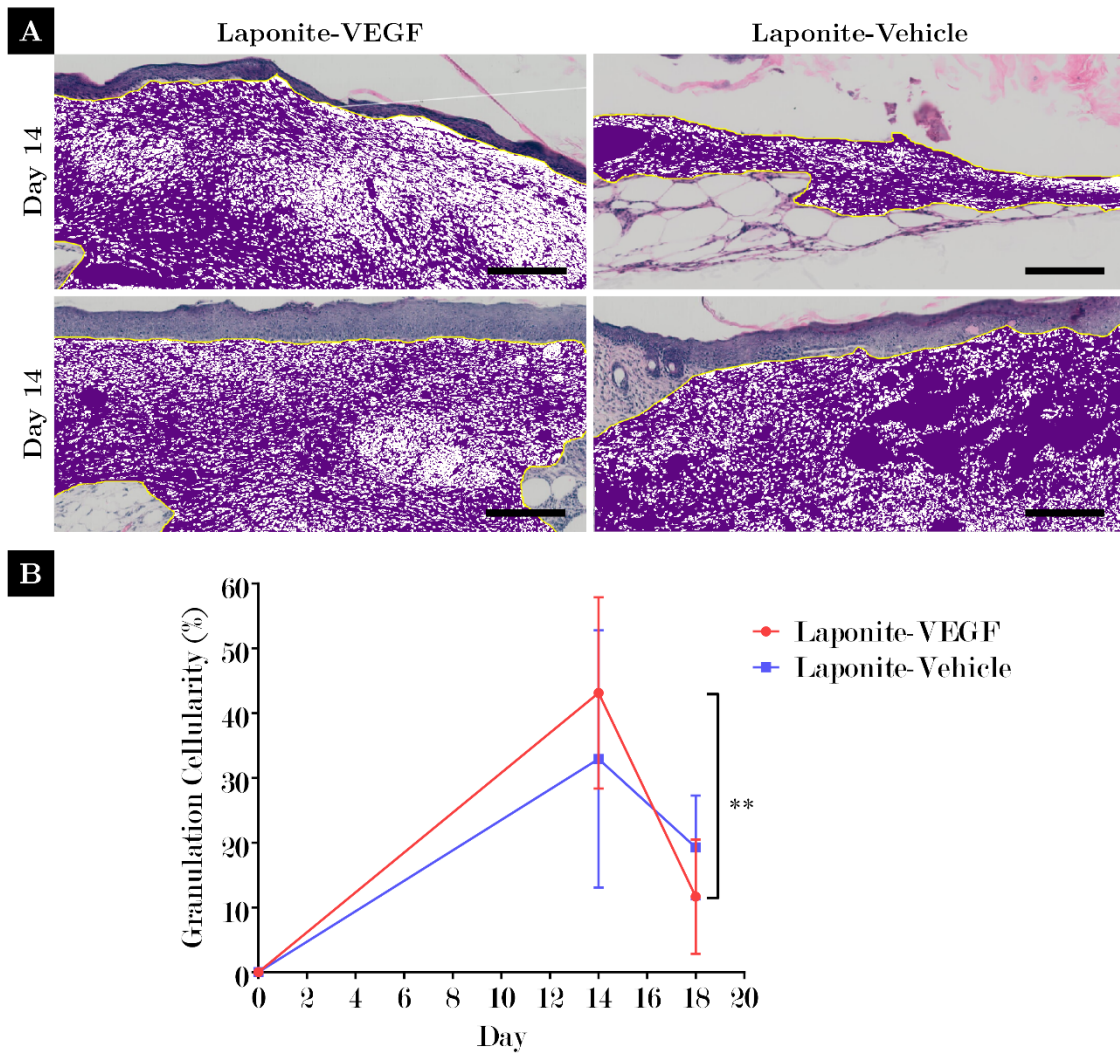 A
Laponite-VEGF
Laponite-Vehicle
Day 14
Day 14
B
60
50
40
30
20
10
0
Granulation Cellularity (%)
0 2 4 6 8 10 12 14 16 18 20
Day
Laponite-VEGF
Laponite-Vehicle
**